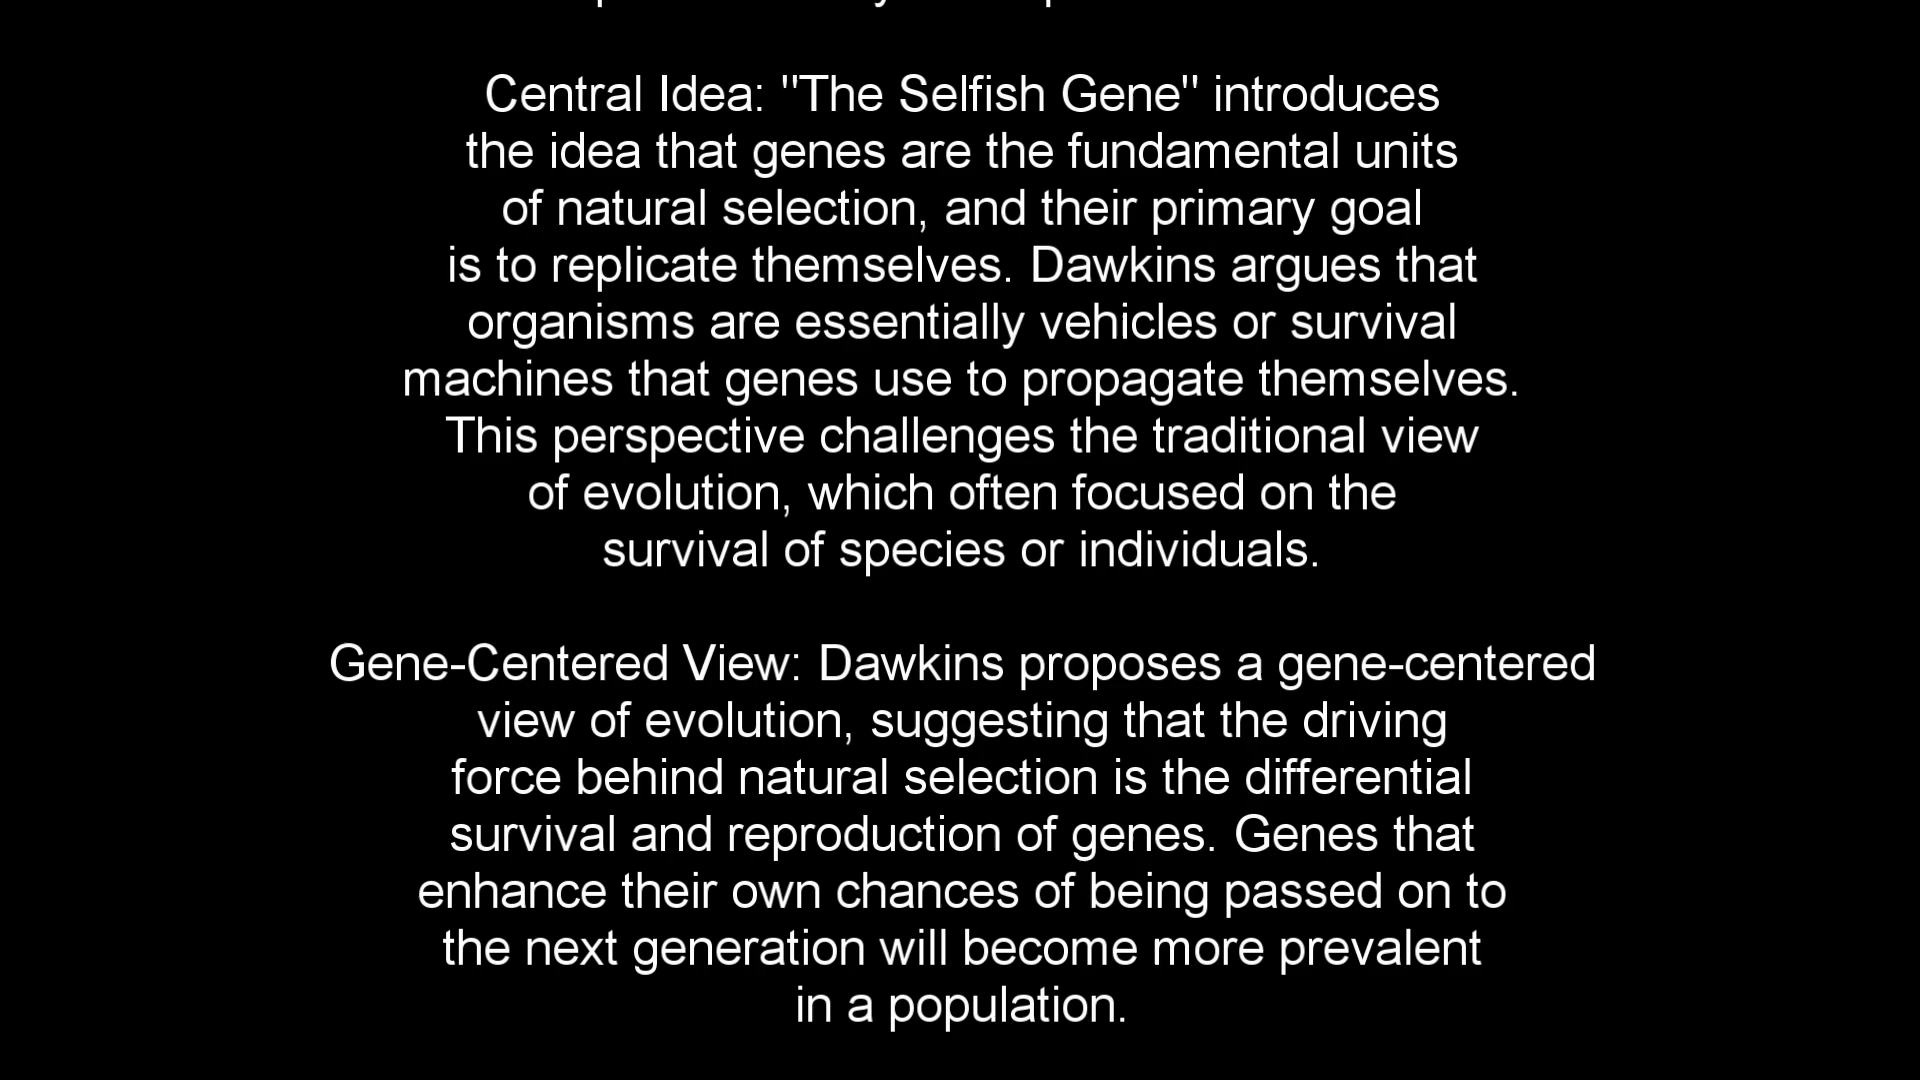 Central Idea: "The Selfish Gene" introduces
the idea that genes are the fundamental units
of natural selection, and their primary goal
is to replicate themselves. Dawkins argues that
organisms are essentially vehicles or survival
machines that genes use to propagate themselves.
This perspective challenges the traditional view
of evolution, which often focused on the
survival of species or individuals.
Gene-Centered View: Dawkins proposes a gene-centered
view of evolution, suggesting that the driving
force behind natural selection is the differential
survival and reproduction of genes. Genes that
enhance their own chances of being passed on to
the next generation will become more prevalent
in a population.